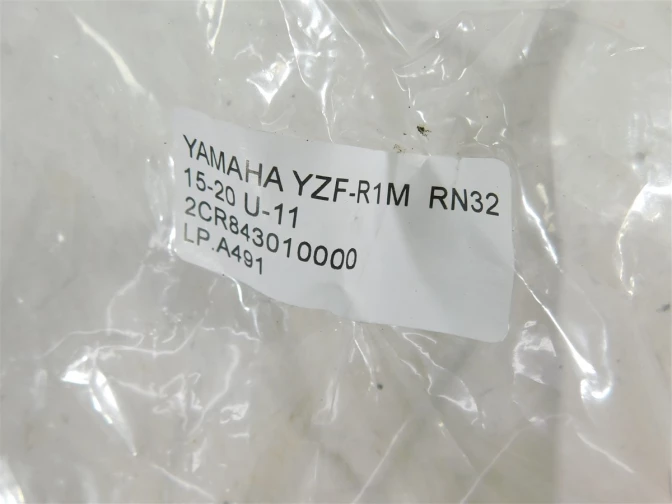 YAMAHA YZF-R1M RN32
15-20 U-11
2CR843010000
LP.A491